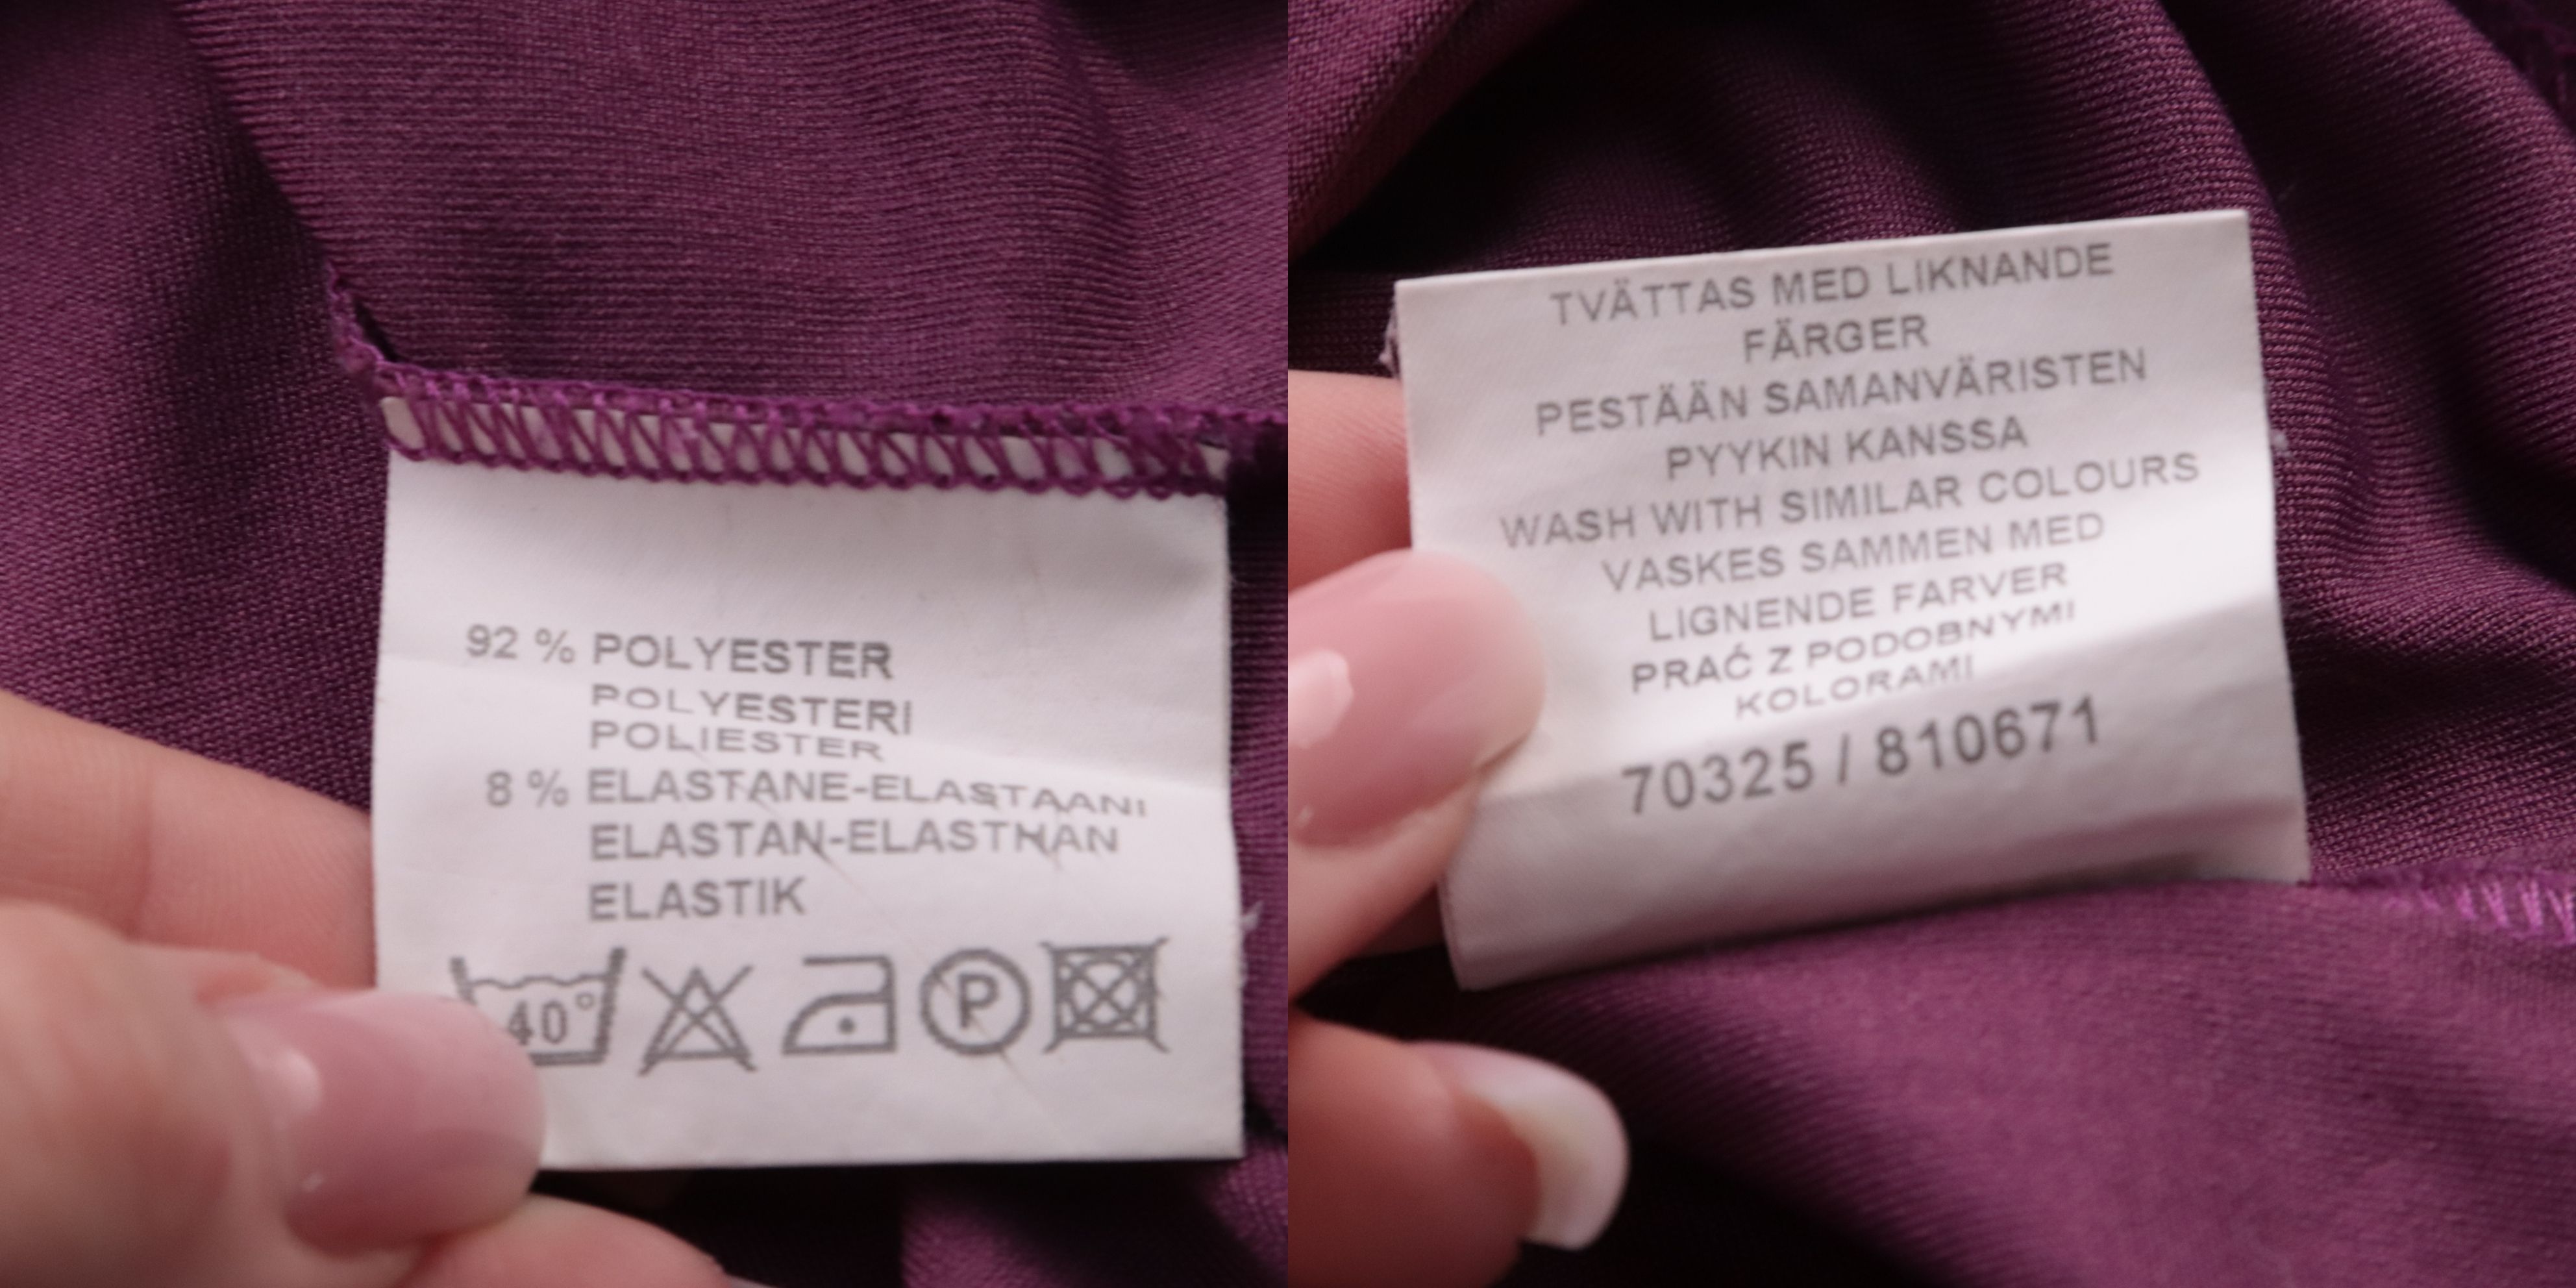 92 % POLYESTER
POLYESTERI
POLIESTER
8 % ELASTANE-ELASTAANI
ELASTAN-ELASTHAN
ELASTIK
40°
P
TVÄTTAS MED LIKNANDE
FÄRGER
PESTÄÄN SAMANVÄRISTEN
PYYKIN KANSSA
WASH WITH SIMILAR COLOURS
VASKES SAMMEN MED
LIGNENDE FARVER
PRAĆ Z PODOBNYMI
KOLORAMI
70325 / 810671